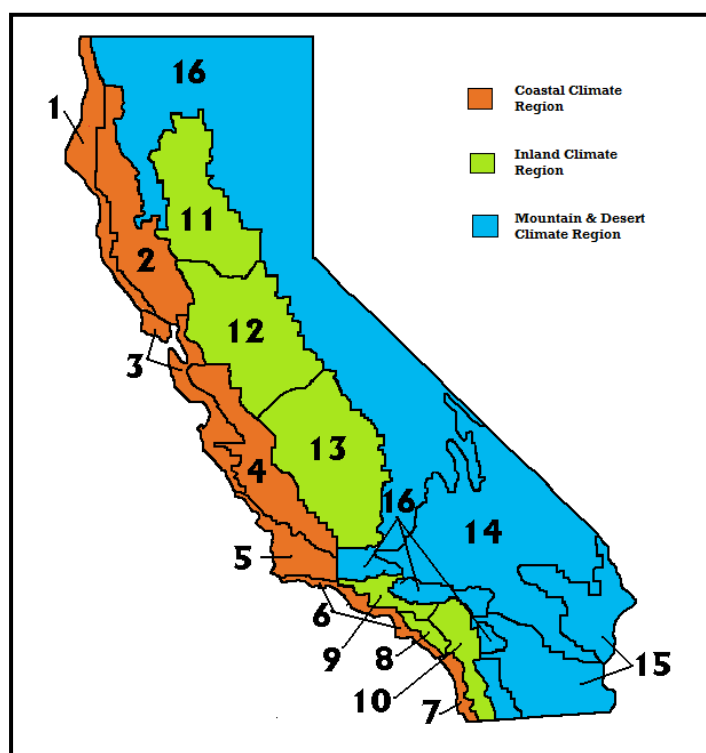 16
Coastal Climate
Region
1
Inland Climate
Region
11
Mountain & Desert
Climate Region
2
12
3
13
4
16
14
5
6
9
8
15
10
7